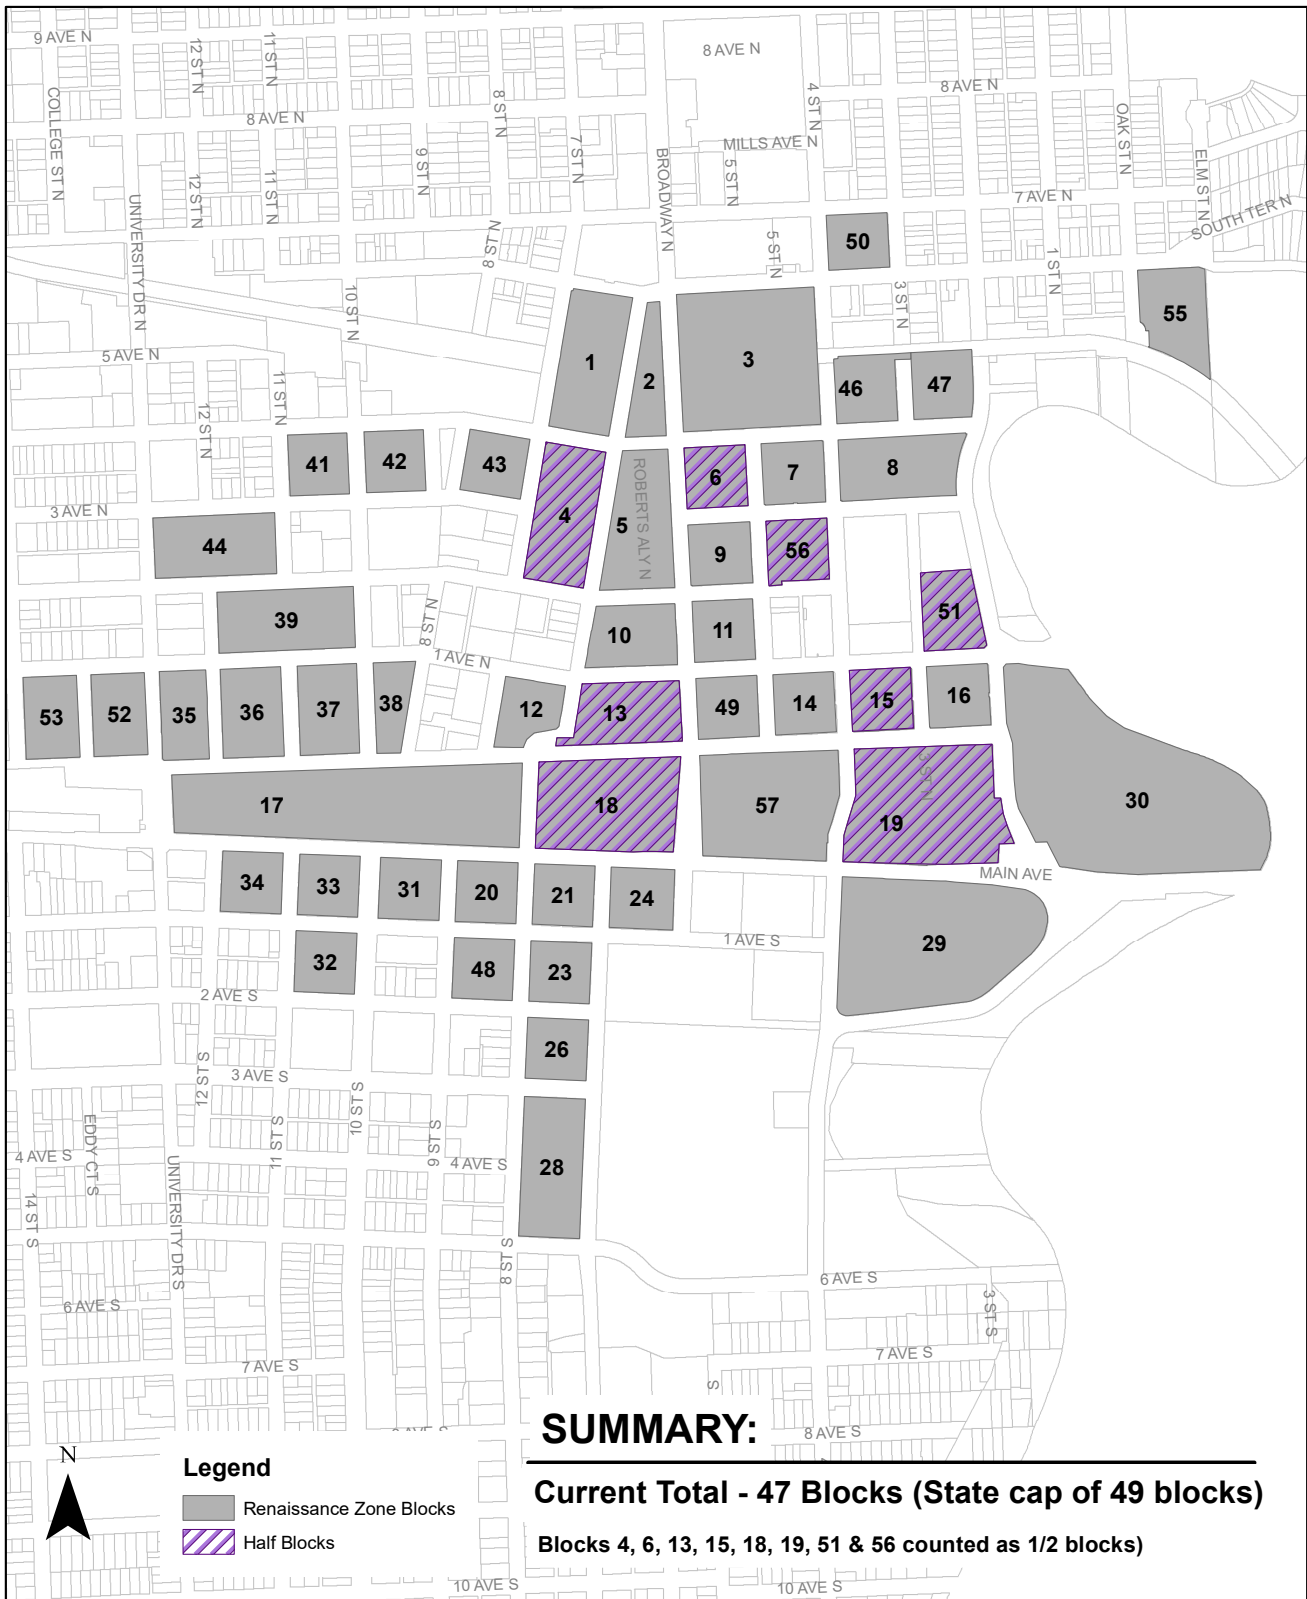 9 AVE N
12 ST N
11 ST N
8 AVE N
4 ST N
8 AVE N
COLLEGE ST N
8 AVE N
8 ST N
OAK ST N
MILLS AVE N
9 ST N
7 ST N
BROADWAY N
5 ST N
ELM ST N
12 ST N
11 ST N
7 AVE N
SOUTH TER N
UNIVERSITY DR N
8 ST N
5 ST N
50
1 ST N
10 ST N
3 ST N
55
5 AVE N
1
2
3
46
47
11 ST N
12 ST N
41
42
43
6
7
8
3 AVE N
4
5
ROBERTS ALY N
44
9
56
39
8 ST N
10
11
51
1 AVE N
53
52
35
36
37
38
12
13
49
14
15
16
17
18
57
3 ST N
19
30
MAIN AVE
34
33
31
20
21
24
29
1 AVE S
32
48
23
2 AVE S
26
12 ST S
3 AVE S
10 ST S
EDDY CT S
11 ST S
9 ST S
4 AVE S
4 AVE S
28
14 ST S
UNIVERSITY DR S
8 ST S
6 AVE S
6 AVE S
3 ST S
7 AVE S
7 AVE S
S
8 AVE S
SUMMARY:
N
Legend
Current Total - 47 Blocks (State cap of 49 blocks)
Renaissance Zone Blocks
Half Blocks
Blocks 4, 6, 13, 15, 18, 19, 51 & 56 counted as 1/2 blocks)
10 AVE S
10 AVE S